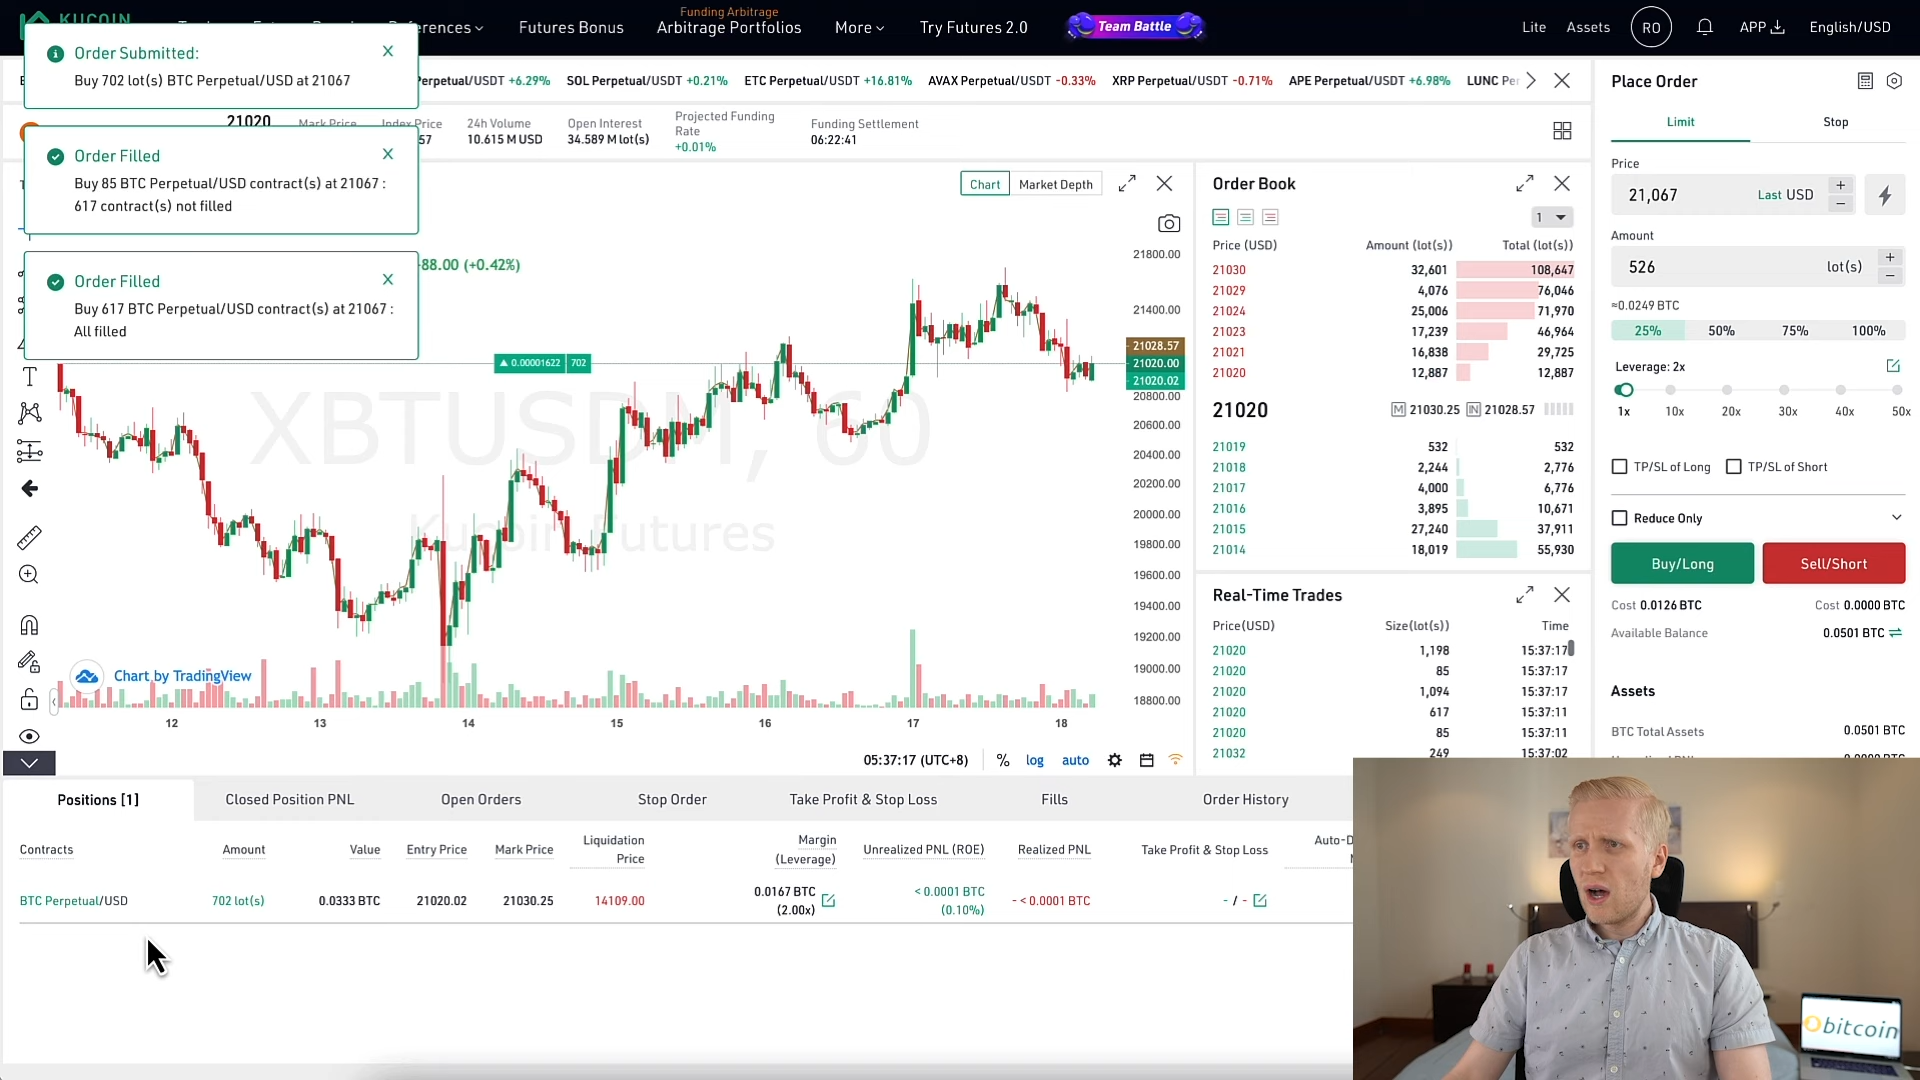 KUCOIN
erences
Futures Bonus
Funding Arbitrage
Arbitrage Portfolios
More
Try Futures 2.0
Team Battle
Lite
Assets
RO
APP
English/USD
Order Submitted:
X
Buy 702 lot(s) BTC Perpetual/USD at 21067
Order Filled
X
Buy 85 BTC Perpetual/USD contract(s) at 21067 :
617 contract(s) not filled
Order Filled
X
Buy 617 BTC Perpetual/USD contract(s) at 21067 :
All filled
Perpetual/USDT +6.29%
SOL Perpetual/USDT +0.21%
ETC Perpetual/USDT +16.81%
AVAX Perpetual/USDT -0.33%
XRP Perpetual/USDT -0.71%
APE Perpetual/USDT +6.98%
LUNC Per
21020
Mark Price
Index Price
57
24h Volume
10.615 M USD
Open Interest
34.589 M lot(s)
Projected Funding
Rate
+0.01%
Funding Settlement
06:22:41
Chart
Market Depth
88.00 (+0.42%)
0.00001622 702
XBTUSDM, 60
Kucoin Futures
21800.00
21400.00
21028.57
21020.00
21020.02
20800.00
20600.00
20400.00
20200.00
20000.00
19800.00
19600.00
19400.00
19200.00
19000.00
18800.00
T
Chart by TradingView
12 13 14 15 16 17 18
05:37:17 (UTC+8) % log auto
Order Book
1
Price (USD) Amount (lot(s)) Total (lot(s))
21030 32,601 108,647
21029 4,076 76,046
21024 25,006 71,970
21023 17,239 46,964
21021 16,838 29,725
21020 12,887 12,887
21020 M 21030.25 IN 21028.57
21019 532 532
21018 2,244 2,776
21017 4,000 6,776
21016 3,895 10,671
21015 27,240 37,911
21014 18,019 55,930
Real-Time Trades
Price(USD) Size(lot(s)) Time
21020 1,198 15:37:17
21020 85 15:37:17
21020 1,094 15:37:17
21020 617 15:37:11
21020 85 15:37:11
21032 249 15:37:02
Place Order
Limit
Stop
Price
21,067 Last USD + −
Amount
526 lot(s) + −
≈0.0249 BTC
25% 50% 75% 100%
Leverage: 2x
1x 10x 20x 30x 40x 50x
TP/SL of Long
TP/SL of Short
Reduce Only
Buy/Long
Sell/Short
Cost 0.0126 BTC
Cost 0.0000 BTC
Available Balance 0.0501 BTC
Assets
BTC Total Assets 0.0501 BTC
Positions [1]
Closed Position PNL
Open Orders
Stop Order
Take Profit & Stop Loss
Fills
Order History
Contracts
Amount
Value
Entry Price
Mark Price
Liquidation
Price
Margin
(Leverage)
Unrealized PNL (ROE)
Realized PNL
Take Profit & Stop Loss
Auto-D
BTC Perpetual/USD
702 lot(s)
0.0333 BTC
21020.02
21030.25
14109.00
0.0167 BTC
(2.00x)
< 0.0001 BTC
(0.10%)
- < 0.0001 BTC
- / -
bitcoin